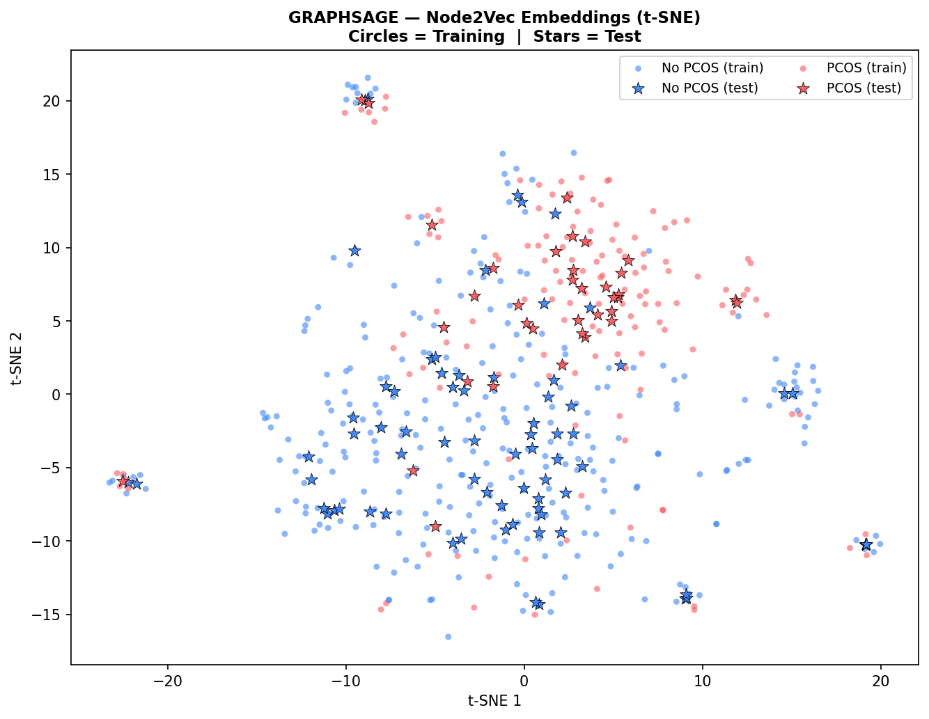 GRAPHSAGE — Node2Vec Embeddings (t-SNE)
Circles = Training | Stars = Test
No PCOS (train)
No PCOS (test)
PCOS (train)
PCOS (test)
t-SNE 2
20
15
10
5
0
−5
−10
−15
−20
−10
0
10
20
t-SNE 1